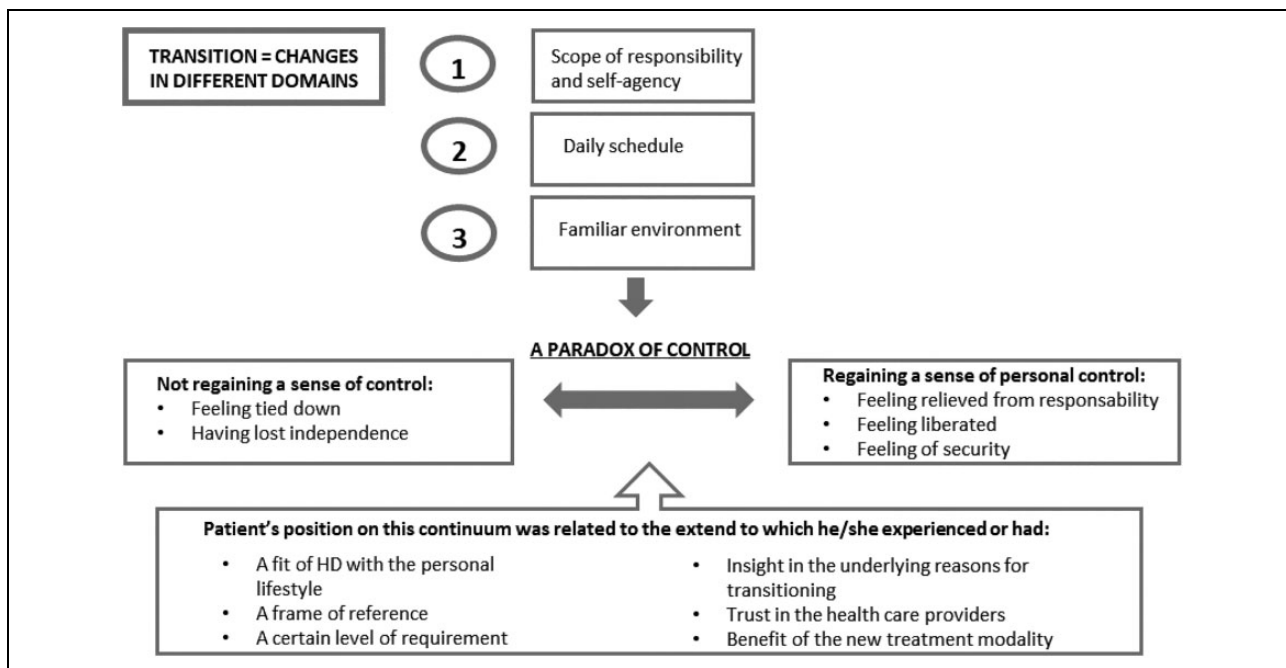 TRANSITION = CHANGES
IN DIFFERENT DOMAINS
1
Scope of responsibility
and self-agency
2
Daily schedule
3
Familiar environment
A PARADOX OF CONTROL
Not regaining a sense of control:
• Feeling tied down
• Having lost independence
Regaining a sense of personal control:
• Feeling relieved from responsability
• Feeling liberated
• Feeling of security
Patient's position on this continuum was related to the extend to which he/she experienced or had:
• A fit of HD with the personal
lifestyle
• A frame of reference
• A certain level of requirement
• Insight in the underlying reasons for
transitioning
• Trust in the health care providers
• Benefit of the new treatment modality